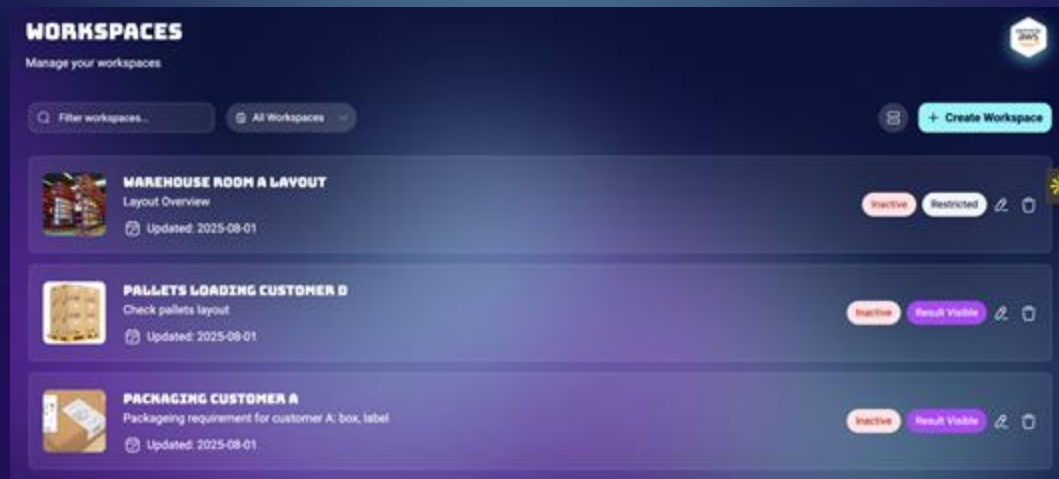 WORKSPACES
Manage your workspaces
aws
Filter workspaces...
All Workspaces
+ Create Workspace
WAREHOUSE ROOM A LAYOUT
Layout Overview
Updated: 2025-08-01
Inactive
Restricted
PALLETS LOADING CUSTOMER D
Check pallets layout
Updated: 2025-08-01
Inactive
Result Visible
PACKAGING CUSTOMER A
Packageing requirement for customer A: box, label
Updated: 2025-08-01
Inactive
Result Visible